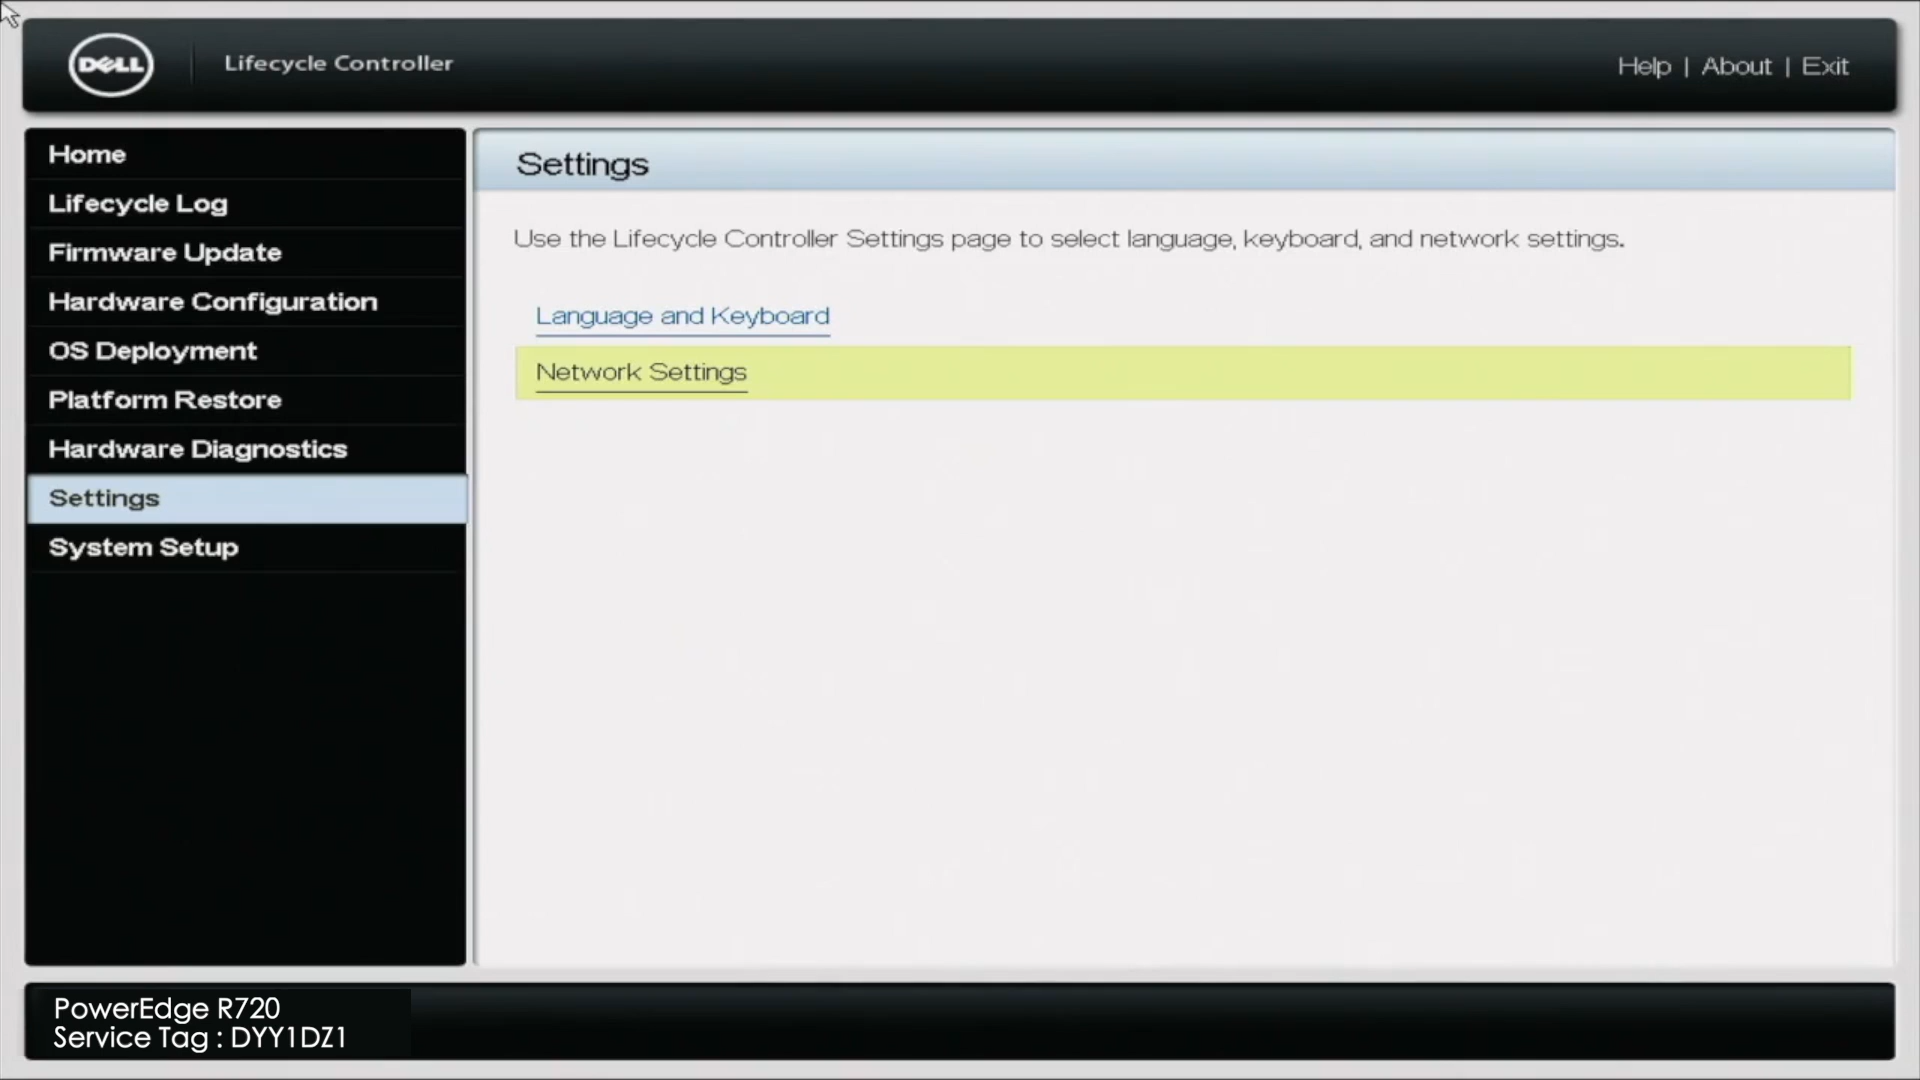 DELL
Lifecycle Controller
Help | About | Exit
Home
Lifecycle Log
Firmware Update
Hardware Configuration
OS Deployment
Platform Restore
Hardware Diagnostics
Settings
System Setup
Settings
Use the Lifecycle Controller Settings page to select language, keyboard, and network settings.
Language and Keyboard
Network Settings
PowerEdge R720
Service Tag : DYY1DZ1